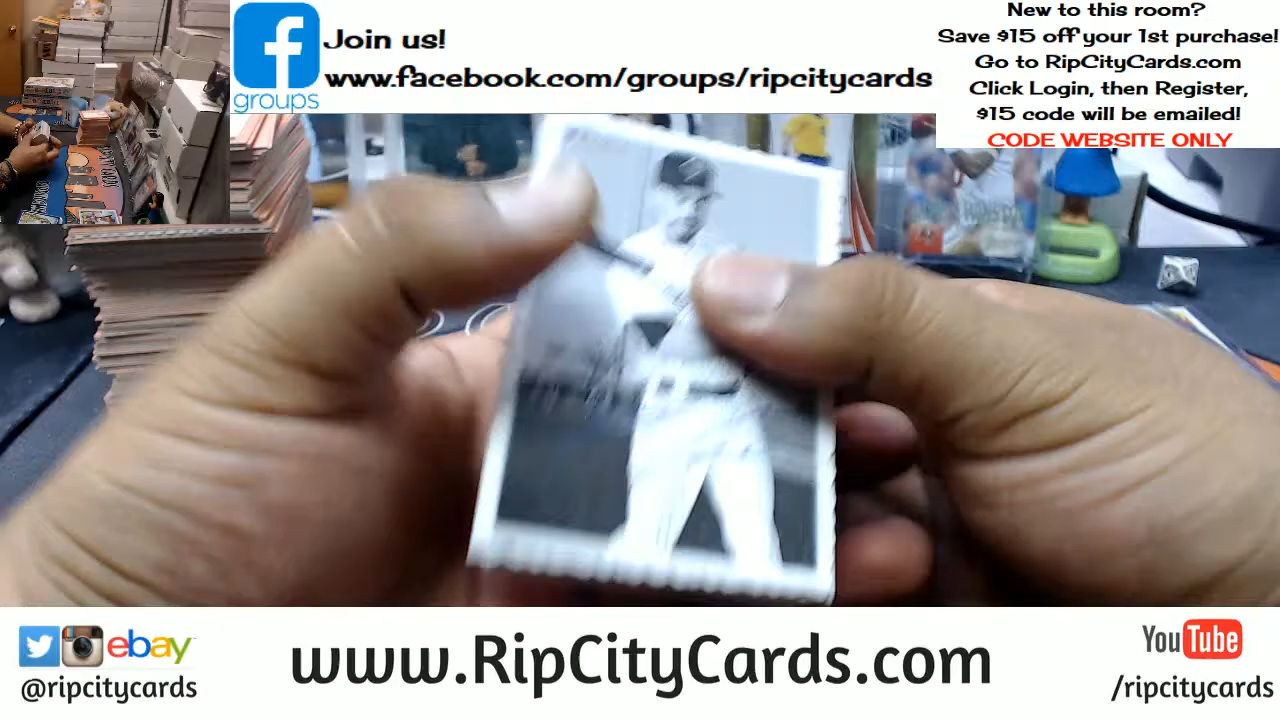 Join us!
www.facebook.com/groups/ripcitycards
groups
New to this room?
Save $15 off your 1st purchase!
Go to RipCityCards.com
Click Login, then Register,
$15 code will be emailed!
CODE WEBSITE ONLY
ebay
@ripcitycards
www.RipCityCards.com
YouTube
/ripcitycards